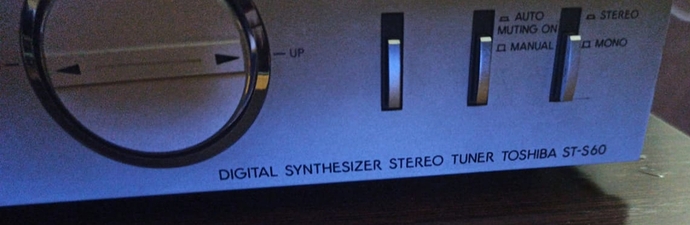 AUTO
MUTING ON
MANUAL
STEREO
MONO
UP
DIGITAL SYNTHESIZER STEREO TUNER TOSHIBA ST-S60